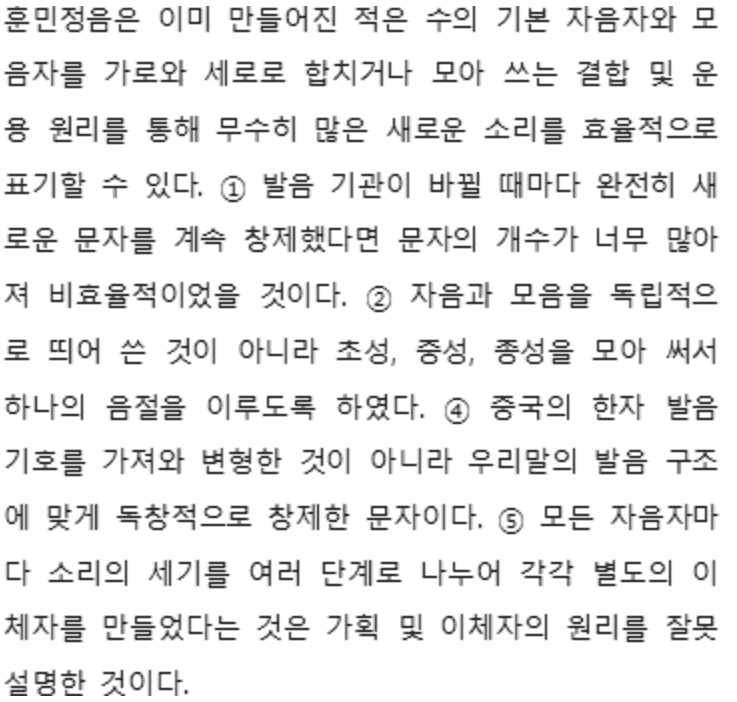 훈민정음은 이미 만들어진 적은 수의 기본 자음자와 모
음자를 가로와 세로로 합치거나 모아 쓰는 결합 및 운
용 원리를 통해 무수히 많은 새로운 소리를 효율적으로
표기할 수 있다. ① 발음 기관이 바뀔 때마다 완전히 새
로운 문자를 계속 창제했다면 문자의 개수가 너무 많아
져 비효율적이었을 것이다. ② 자음과 모음을 독립적으
로 띄어 쓴 것이 아니라 초성, 중성, 종성을 모아 써서
하나의 음절을 이루도록 하였다. ④ 중국의 한자 발음
기호를 가져와 변형한 것이 아니라 우리말의 발음 구조
에 맞게 독창적으로 창제한 문자이다. ⑤ 모든 자음자마
다 소리의 세기를 여러 단계로 나누어 각각 별도의 이
체자를 만들었다는 것은 가획 및 이체자의 원리를 잘못
설명한 것이다.